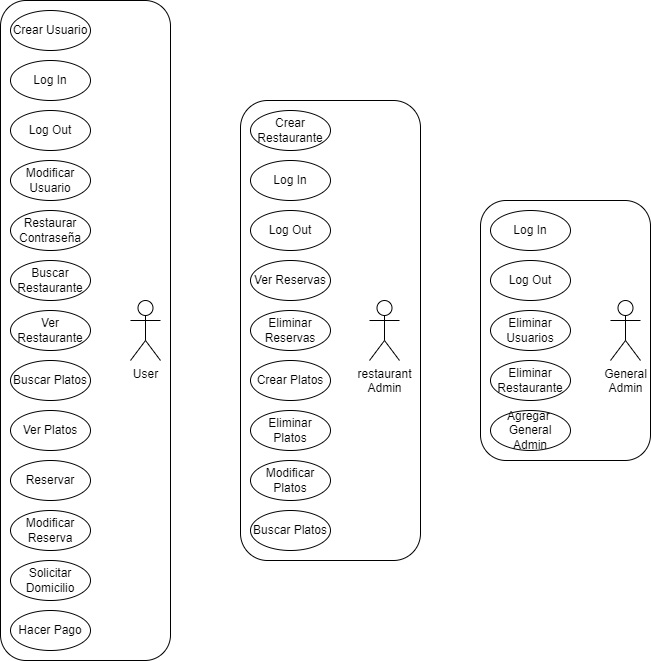 Crear Usuario
Log In
Log Out
Modificar
Usuario
Restaurar
Contraseña
Buscar
Restaurante
Ver
Restaurante
Buscar Platos
Ver Platos
Reservar
Modificar
Reserva
Solicitar
Domicilio
Hacer Pago
User
Crear
Restaurante
Log In
Log Out
Ver Reservas
Eliminar
Reservas
Crear Platos
Eliminar
Platos
Modificar
Platos
Buscar Platos
restaurant
Admin
Log In
Log Out
Eliminar
Usuarios
Eliminar
Restaurante
Agregar
General
Admin
General
Admin